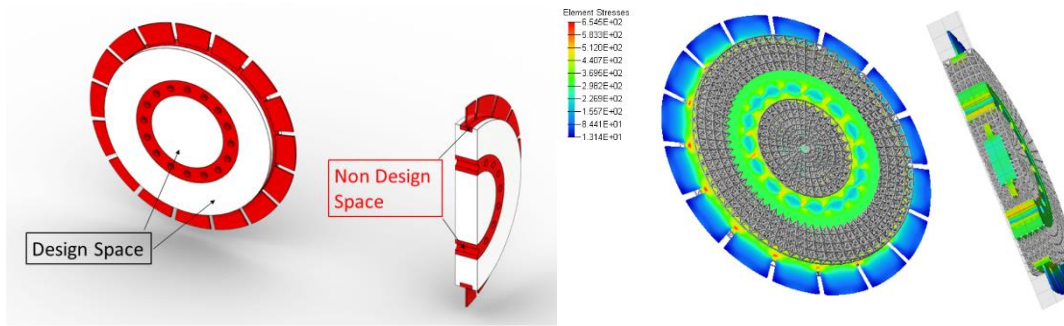 Design Space
Non Design
Space
Element Stresses
6.545E+02
5.833E+02
5.120E+02
4.407E+02
3.695E+02
2.982E+02
2.269E+02
1.557E+02
8.441E+01
1.314E+01